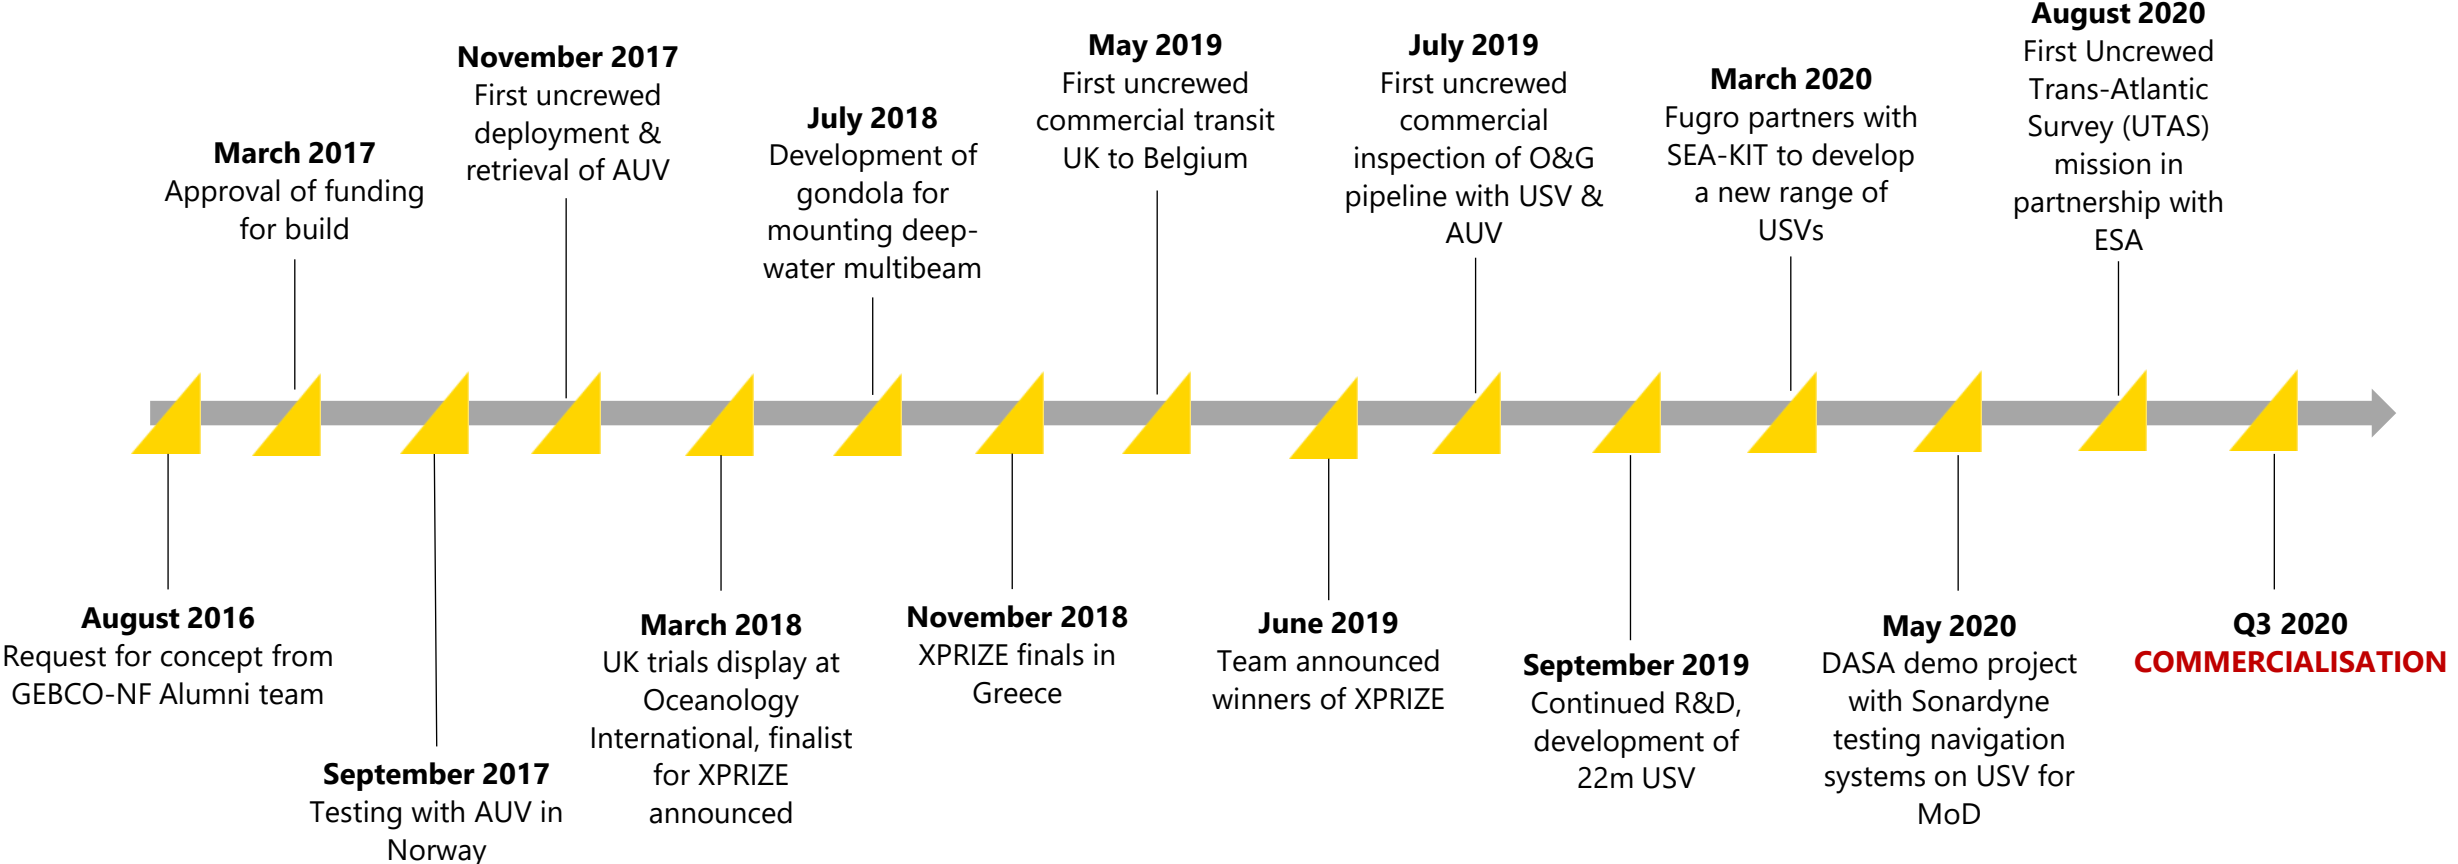 August 2016
Request for concept from
GEBCO-NF Alumni team
March 2017
Approval of funding
for build
September 2017
Testing with AUV in
Norway
November 2017
First uncrewed
deployment &
retrieval of AUV
March 2018
UK trials display at
Oceanology
International, finalist
for XPRIZE
announced
July 2018
Development of
gondola for
mounting deep-
water multibeam
November 2018
XPRIZE finals in
Greece
May 2019
First uncrewed
commercial transit
UK to Belgium
June 2019
Team announced
winners of XPRIZE
July 2019
First uncrewed
commercial
inspection of O&G
pipeline with USV &
AUV
September 2019
Continued R&D,
development of
22m USV
March 2020
Fugro partners with
SEA-KIT to develop
a new range of
USVs
May 2020
DASA demo project
with Sonardyne
testing navigation
systems on USV for
MoD
August 2020
First Uncrewed
Trans-Atlantic
Survey (UTAS)
mission in
partnership with
ESA
Q3 2020
COMMERCIALISATION